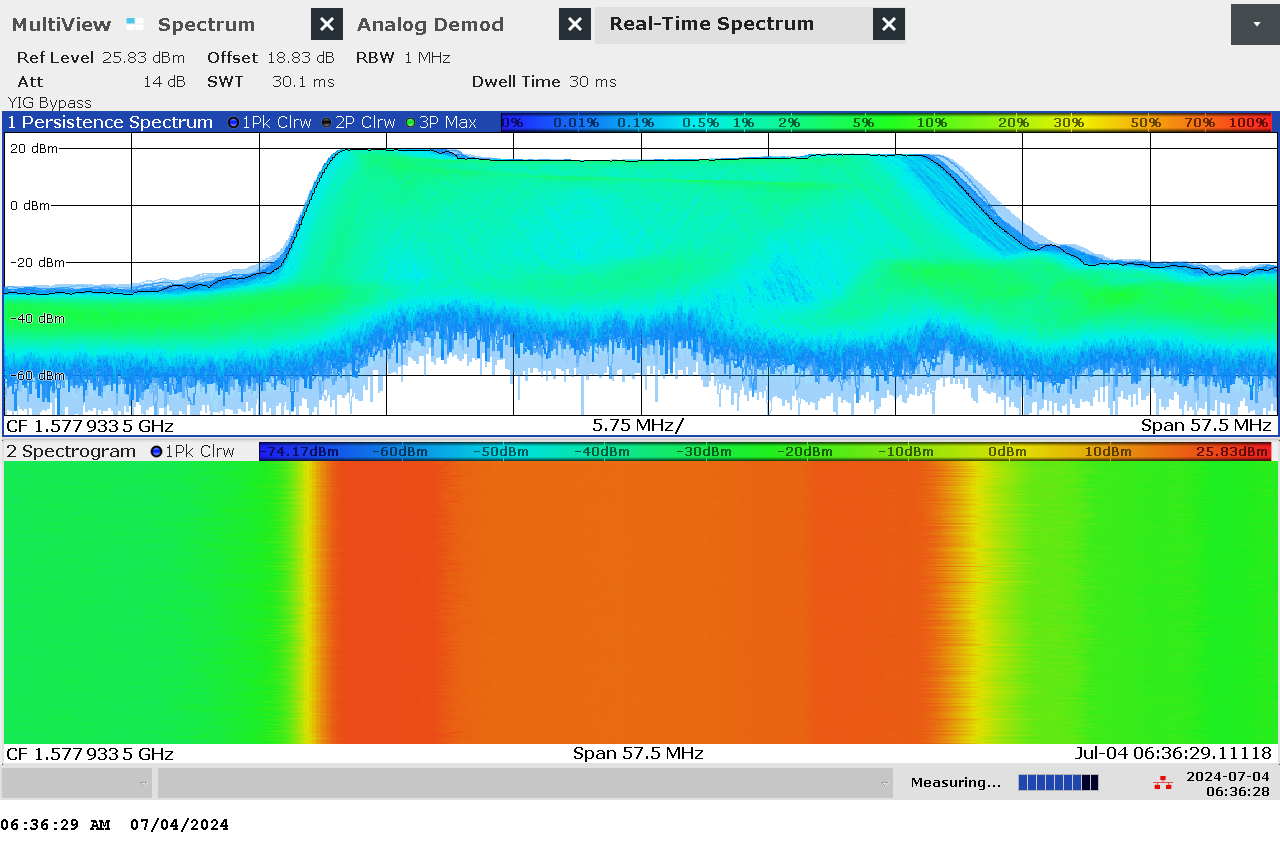 MultiView Spectrum Analog Demod Real-Time Spectrum
Ref Level 25.83 dBm Offset 18.83 dB RBW 1 MHz
Att 14 dB SWT 30.1 ms Dwell Time 30 ms
YIG Bypass
1 Persistence Spectrum 1Pk Clrw 2P Clrw 3P Max 0% 0.01% 0.1% 0.5% 1% 2% 5% 10% 20% 30% 50% 70% 100%
20 dBm
0 dBm
-20 dBm
-40 dBm
-60 dBm
CF 1.577 933 5 GHz 5.75 MHz/ Span 57.5 MHz
2 Spectrogram 1Pk Clrw -74.17dBm -60dBm -50dBm -40dBm -30dBm -20dBm -10dBm 0dBm 10dBm 25.83dBm
CF 1.577 933 5 GHz Span 57.5 MHz Jul-04 06:36:29.11118
Measuring... 2024-07-04
06:36:28
06:36:29 AM 07/04/2024